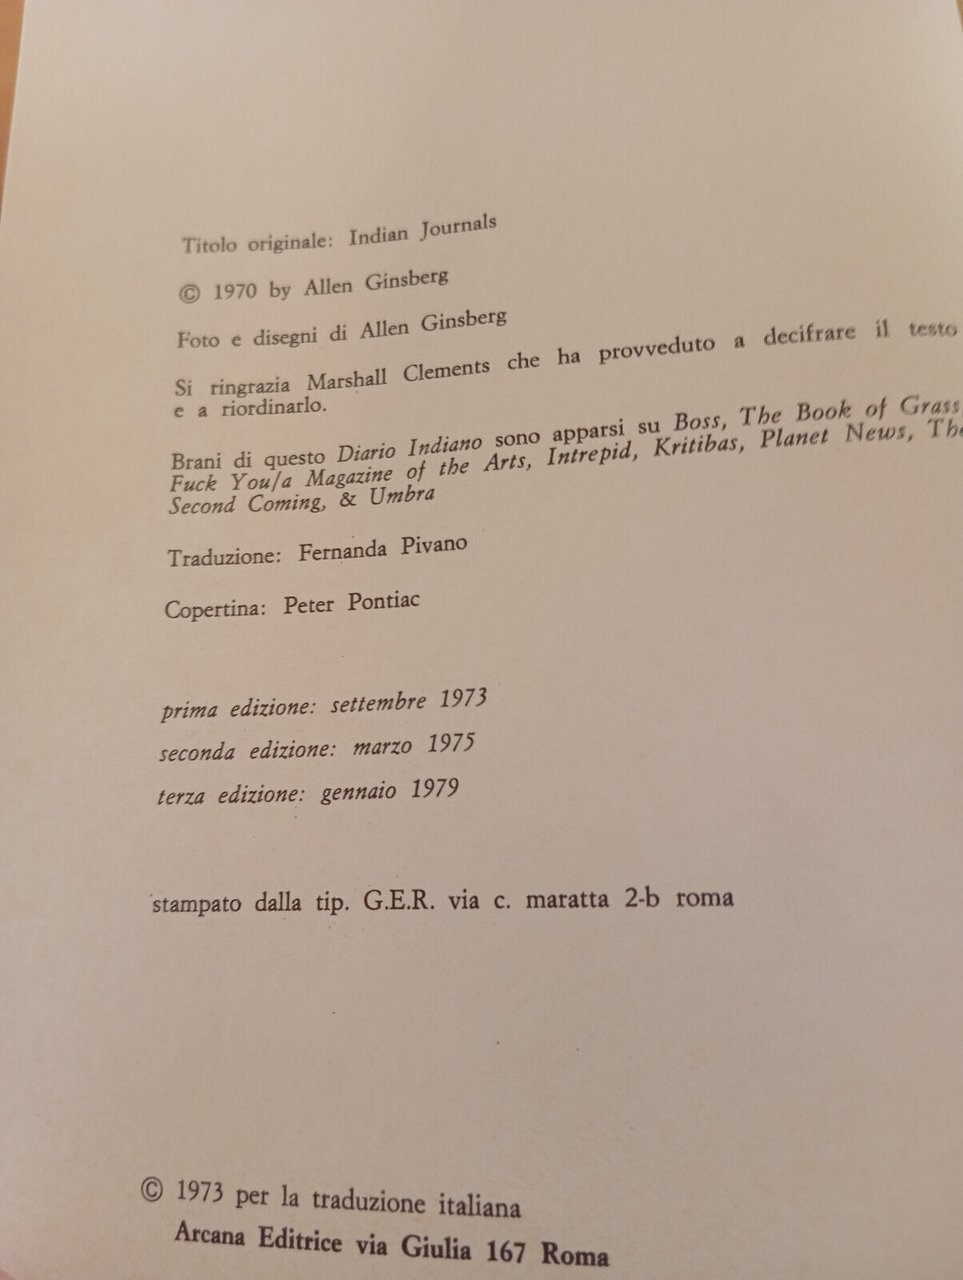 Titolo originale: Indian Journals
© 1970 by Allen Ginsberg
Foto e disegni di Allen Ginsberg
Si ringrazia Marshall Clements che ha provveduto a decifrare il testo
e a riordinarlo.
Brani di questo Diario Indiano sono apparsi su Boss, The Book of Grass
Fuck You/a Magazine of the Arts, Intrepid, Kritibas, Planet News, The
Second Coming, & Umbra
Traduzione: Fernanda Pivano
Copertina: Peter Pontiac
prima edizione: settembre 1973
seconda edizione: marzo 1975
terza edizione: gennaio 1979
stampato dalla tip. G.E.R. via c. maratta 2-b roma
© 1973 per la traduzione italiana
Arcana Editrice via Giulia 167 Roma